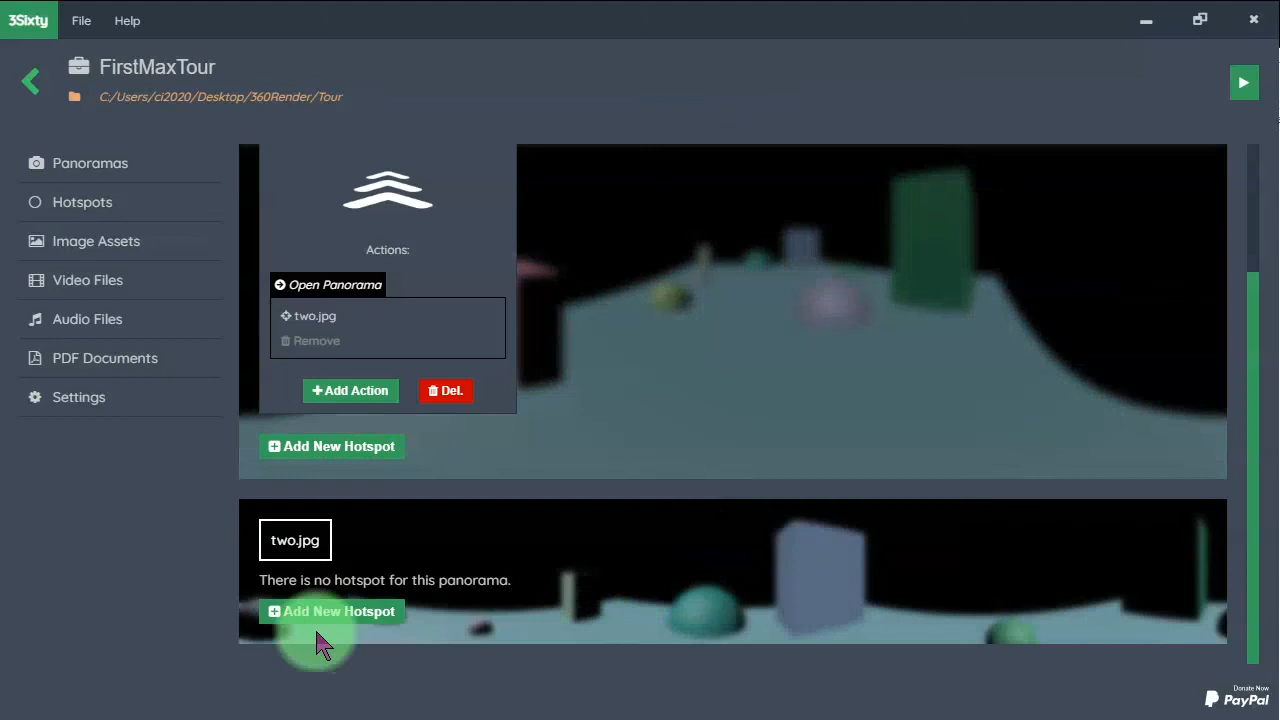 3Sixty File Help
FirstMaxTour
C:/Users/ci2020/Desktop/360Render/Tour
Panoramas
Hotspots
Image Assets
Video Files
Audio Files
PDF Documents
Settings
Actions:
Open Panorama
two.jpg
Remove
Add Action Del.
Add New Hotspot
two.jpg
There is no hotspot for this panorama.
Add New Hotspot
Donate Now
PayPal